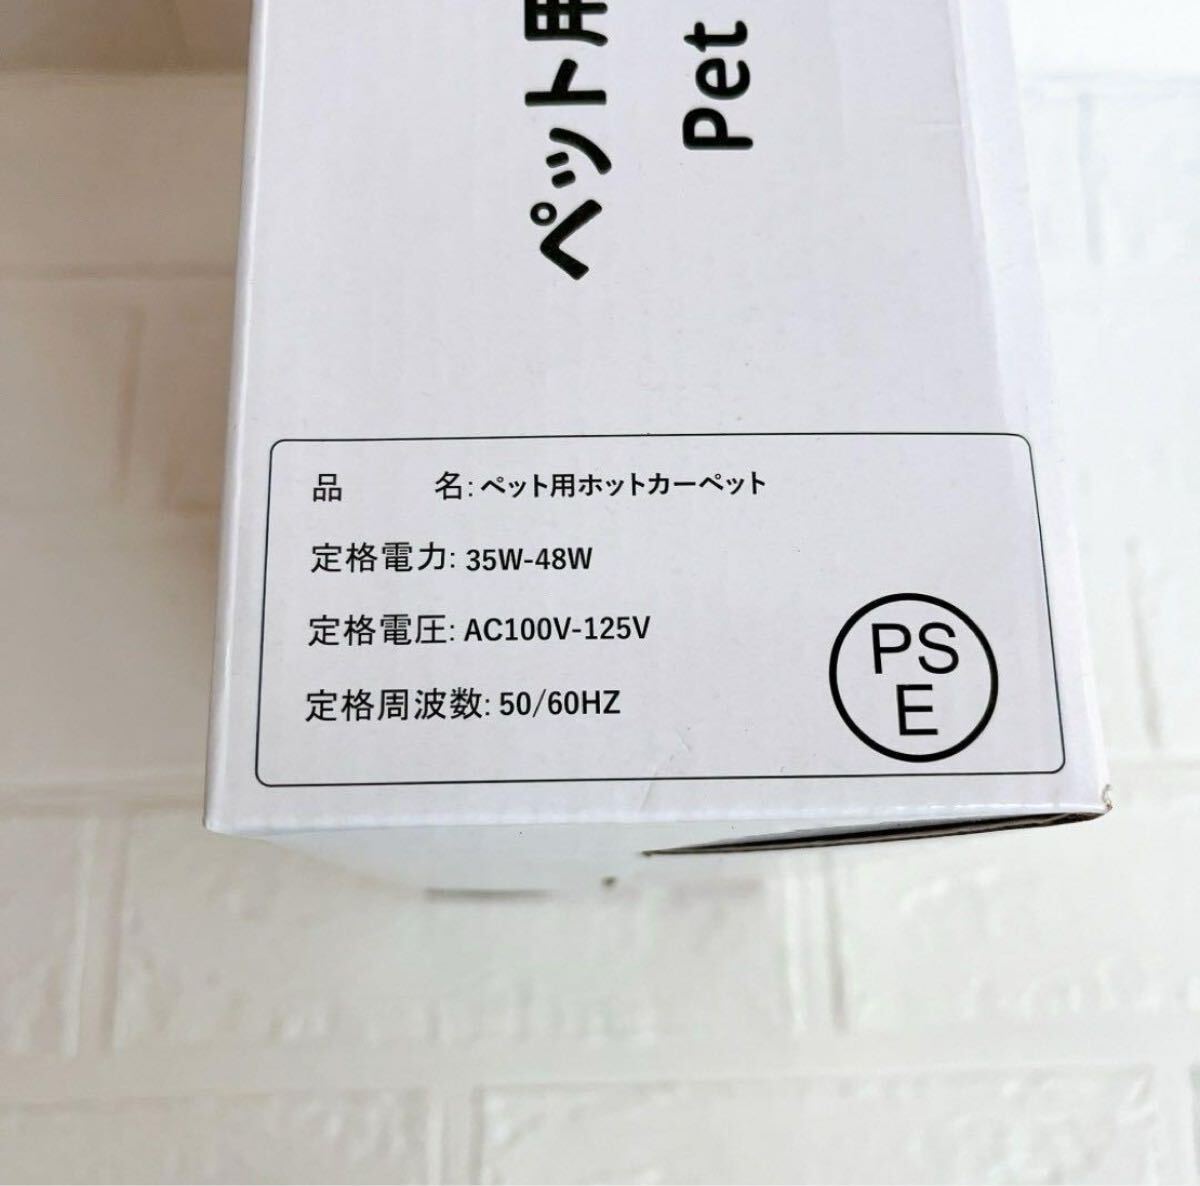 ペット用
Pet
品 名: ペット用ホットカーペット
定格電力: 35W-48W
定格電圧: AC100V-125V
定格周波数: 50/60HZ
PS
E